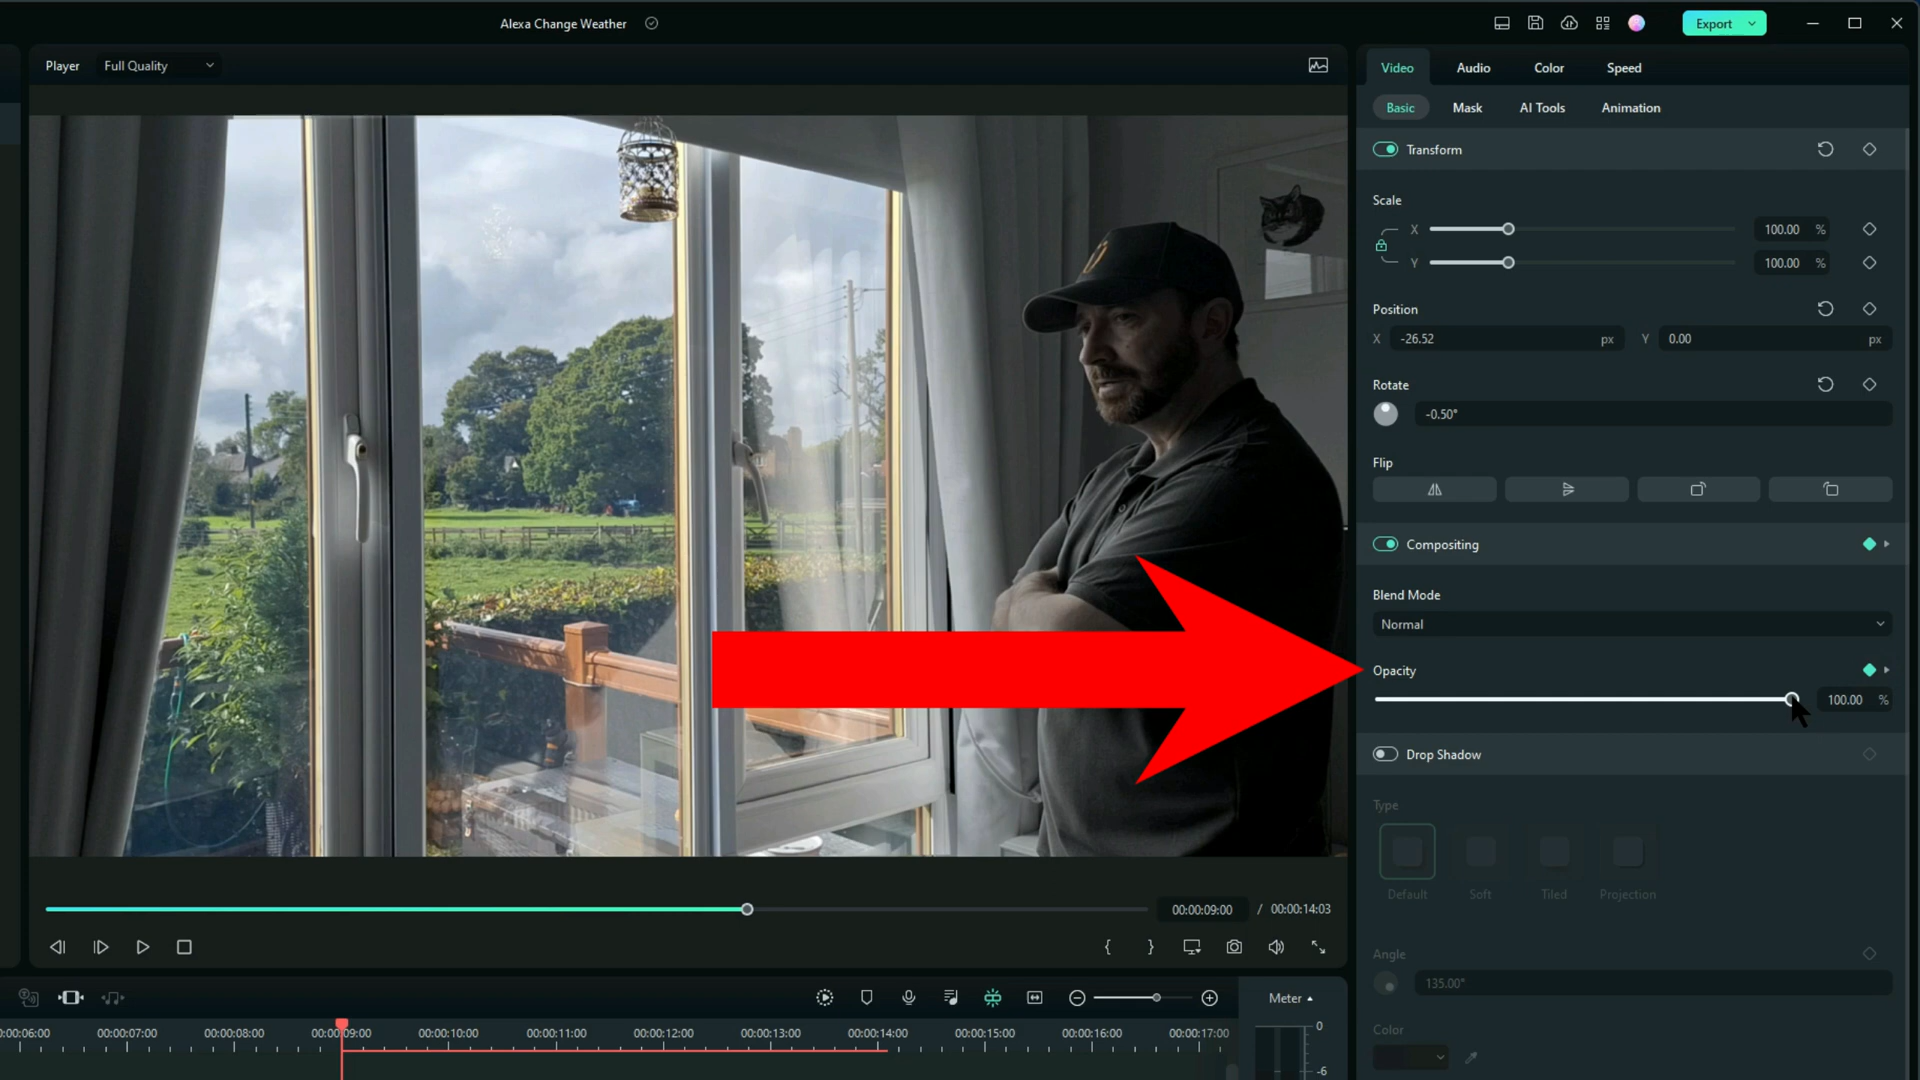 Alexa Change Weather
Export
Player
Full Quality
Video
Audio
Color
Speed
Basic
Mask
AI Tools
Animation
Transform
Scale
X
100.00 %
Y
100.00 %
Position
X
-26.52
px
Y
0.00
px
Rotate
-0.50°
Flip
Compositing
Blend Mode
Normal
Opacity
100.00 %
Drop Shadow
Type
Default
Soft
Tiled
Projection
Angle
135.00°
Color
00:00:09:00 / 00:00:14:03
{
}
Meter
0
-6
0:00:06:00
00:00:07:00
00:00:08:00
00:00:09:00
00:00:10:00
00:00:11:00
00:00:12:00
00:00:13:00
00:00:14:00
00:00:15:00
00:00:16:00
00:00:17:00